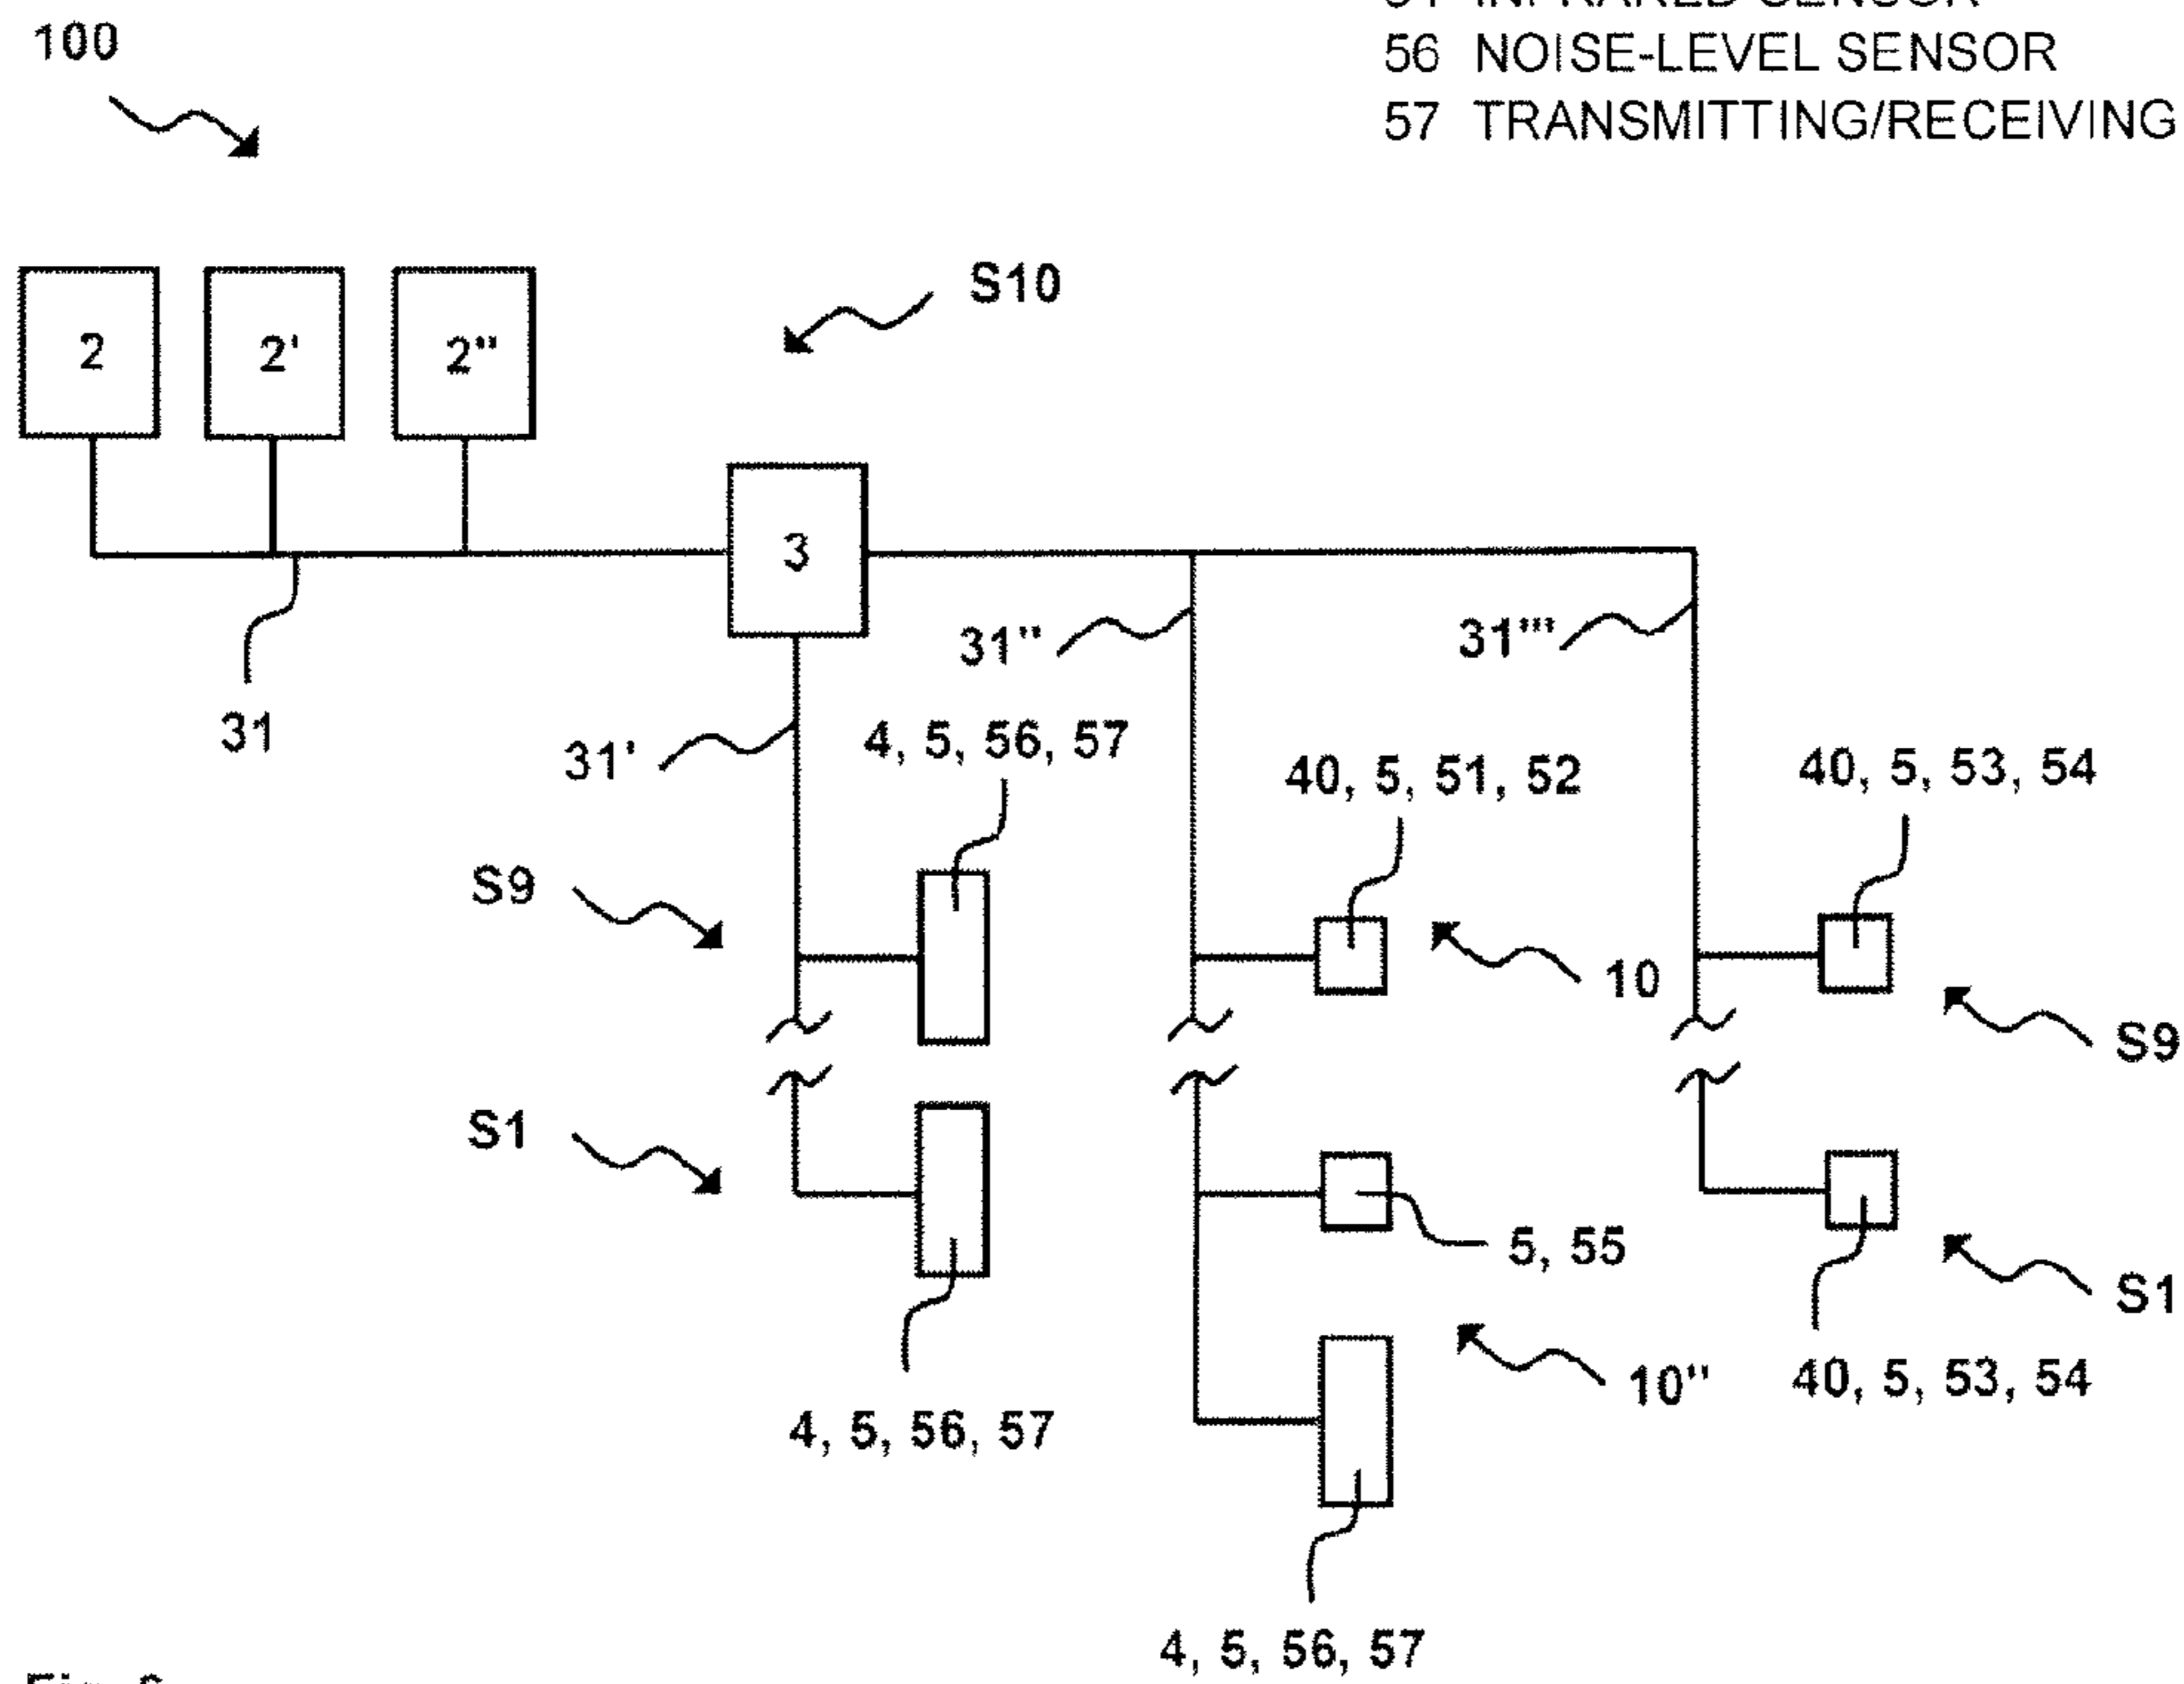 100
56 NOISE-LEVEL SENSOR
57 TRANSMITTING/RECEIVING
S10
2
2'
2"
3
31
31'
31"
31'''
4, 5, 56, 57
40, 5, 51, 52
40, 5, 53, 54
S9
10
S9
S1
5, 55
S1
10"
40, 5, 53, 54
4, 5, 56, 57
4, 5, 56, 57